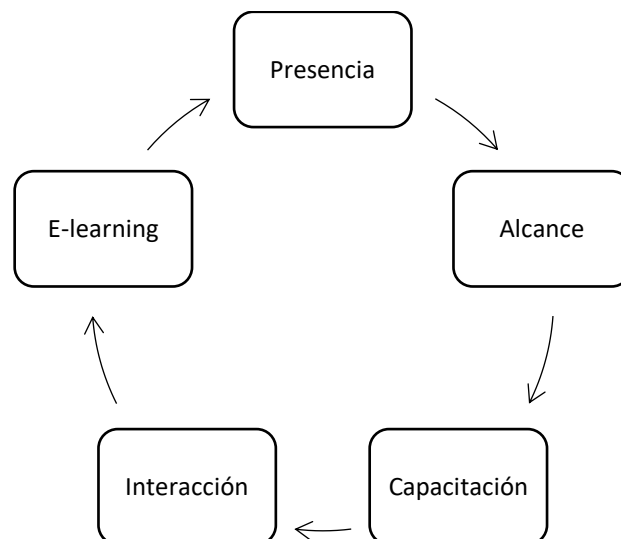 Presencia
Alcance
Capacitación
Interacción
E-learning